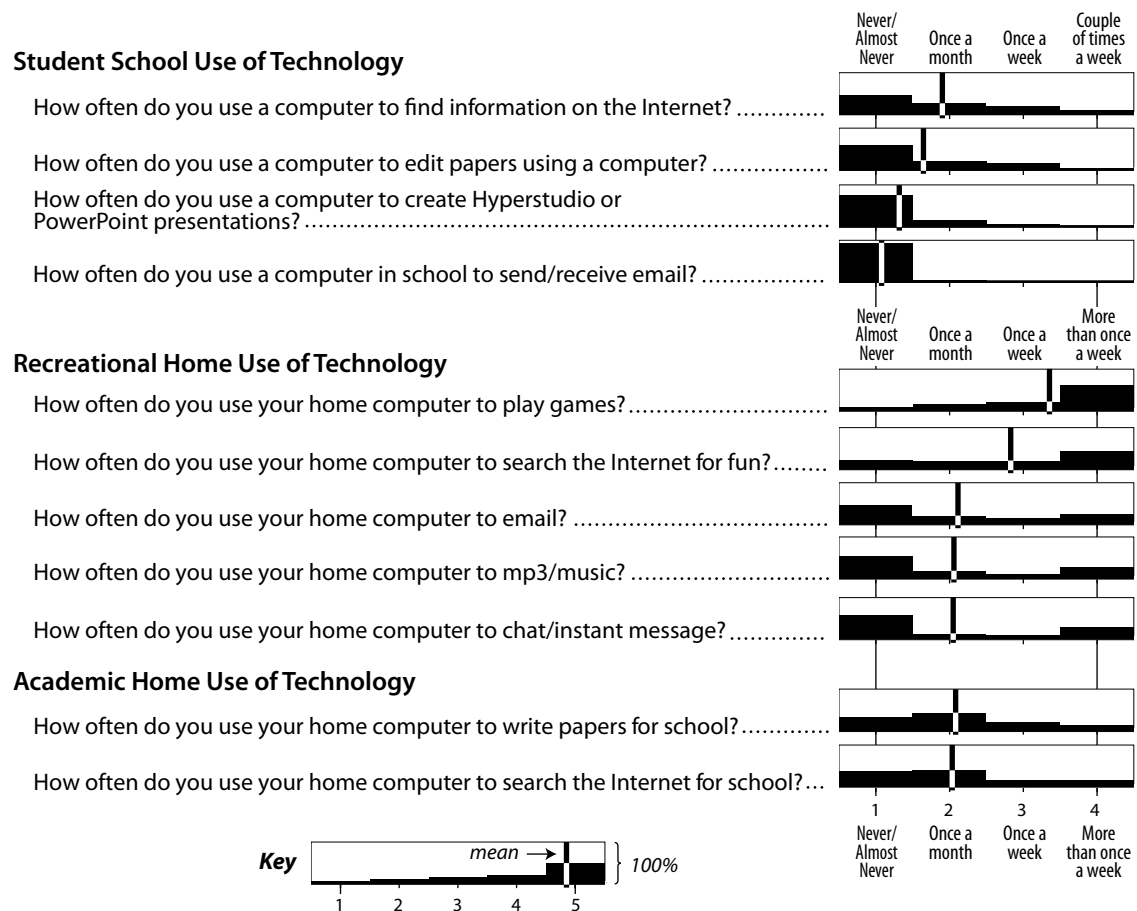 Never/ Almost Never Once a month Once a week Couple of times a week
Student School Use of Technology
How often do you use a computer to find information on the Internet?
How often do you use a computer to edit papers using a computer?
How often do you use a computer to create Hyperstudio or
PowerPoint presentations?
How often do you use a computer in school to send/receive email?
Never/ Almost Never Once a month Once a week More than once a week
Recreational Home Use of Technology
How often do you use your home computer to play games?
How often do you use your home computer to search the Internet for fun?
How often do you use your home computer to email?
How often do you use your home computer to mp3/music?
How often do you use your home computer to chat/instant message?
Academic Home Use of Technology
How often do you use your home computer to write papers for school?
How often do you use your home computer to search the Internet for school?
1 2 3 4
Never/ Almost Never Once a month Once a week More than once a week
Key mean 100%
1 2 3 4 5